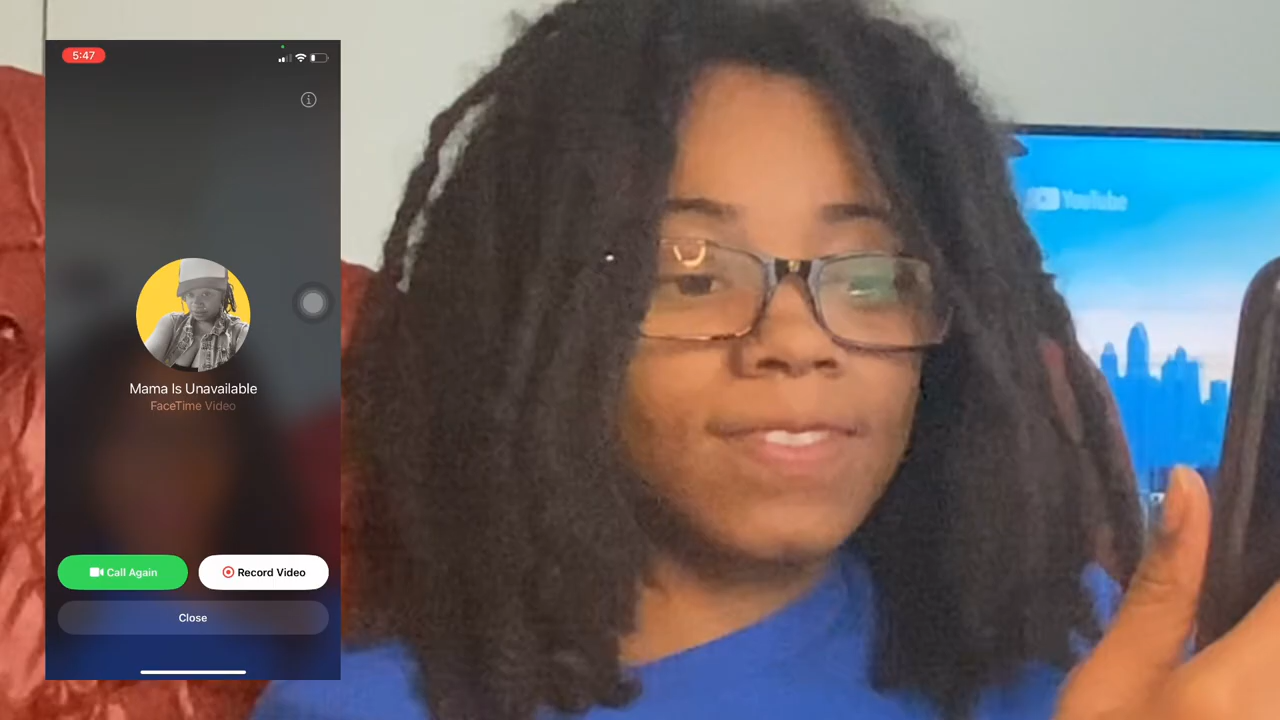 5:47
Mama Is Unavailable
FaceTime Video
Call Again
Record Video
Close
YouTube